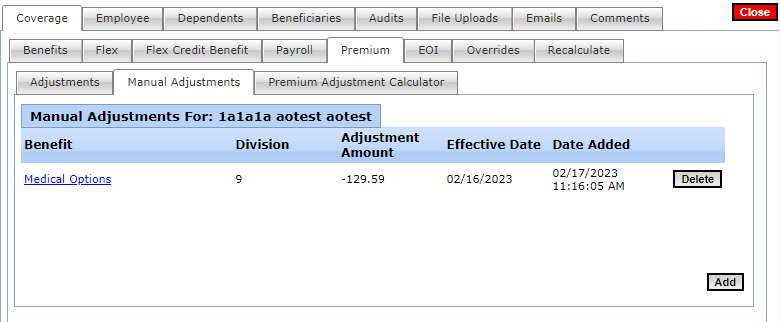 Coverage Employee Dependents Beneficiaries Audits File Uploads Emails Comments Close
Benefits Flex Flex Credit Benefit Payroll Premium EOI Overrides Recalculate
Adjustments Manual Adjustments Premium Adjustment Calculator
Manual Adjustments For: 1a1a1a aotest aotest
Benefit Division Adjustment Amount Effective Date Date Added
Medical Options 9 -129.59 02/16/2023 02/17/2023 11:16:05 AM Delete
Add